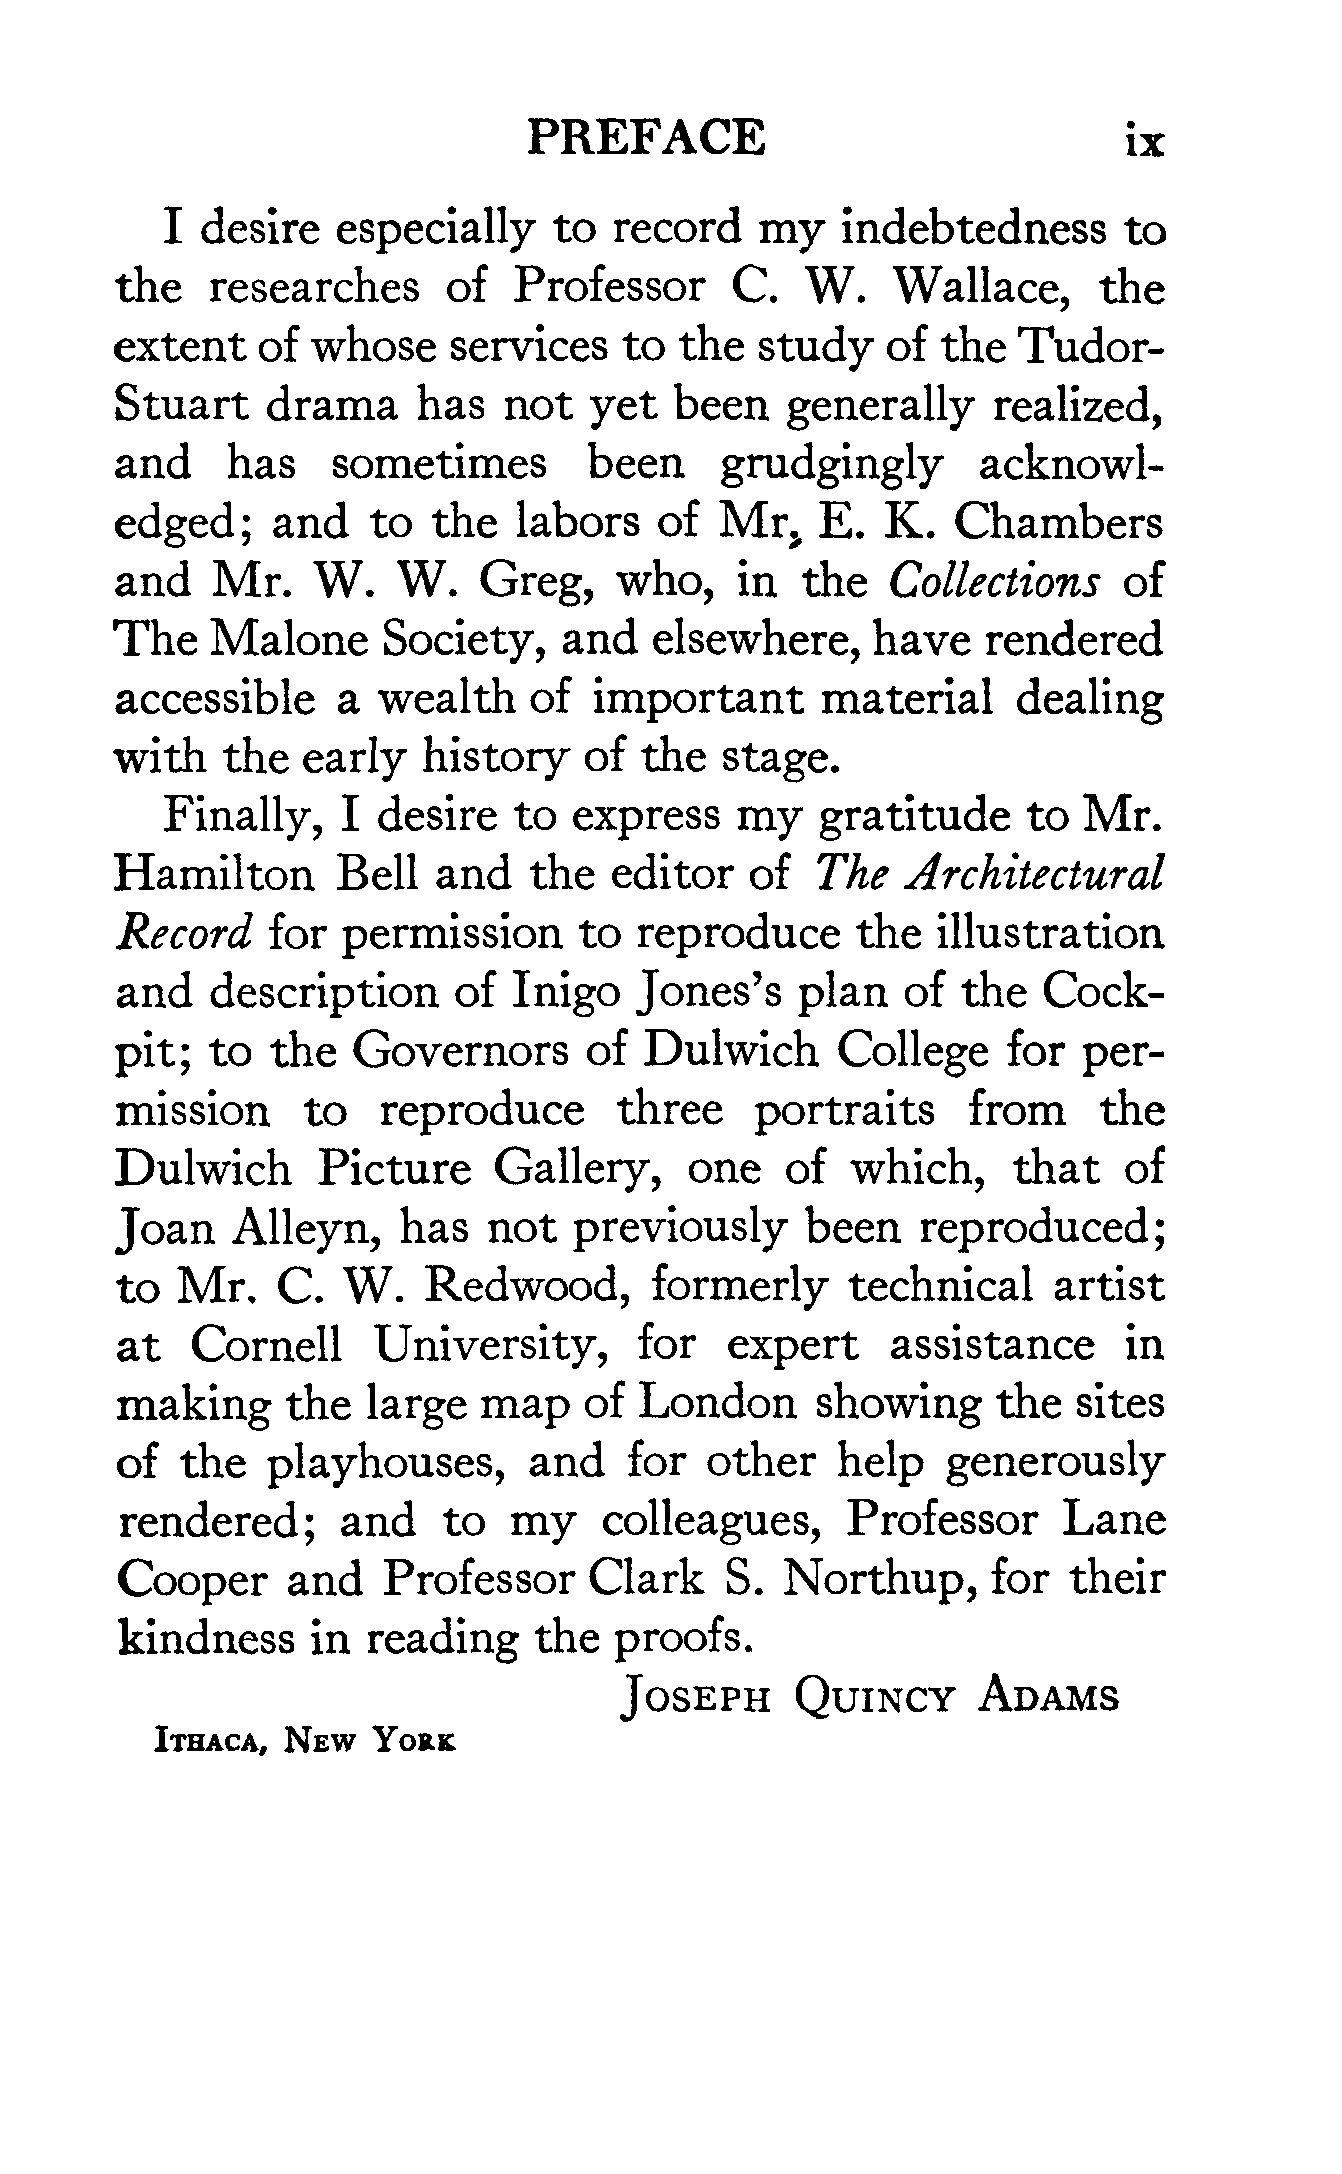 PREFACE ix
I desire especially to record my indebtedness to
the researches of Professor C. W. Wallace, the
extent of whose services to the study of the Tudor-
Stuart drama has not yet been generally realized,
and has sometimes been grudgingly acknowl-
edged; and to the labors of Mr. E. K. Chambers
and Mr. W. W. Greg, who, in the Collections of
The Malone Society, and elsewhere, have rendered
accessible a wealth of important material dealing
with the early history of the stage.
Finally, I desire to express my gratitude to Mr.
Hamilton Bell and the editor of The Architectural
Record for permission to reproduce the illustration
and description of Inigo Jones's plan of the Cock-
pit; to the Governors of Dulwich College for per-
mission to reproduce three portraits from the
Dulwich Picture Gallery, one of which, that of
Joan Alleyn, has not previously been reproduced;
to Mr. C. W. Redwood, formerly technical artist
at Cornell University, for expert assistance in
making the large map of London showing the sites
of the playhouses, and for other help generously
rendered; and to my colleagues, Professor Lane
Cooper and Professor Clark S. Northup, for their
kindness in reading the proofs.
Joseph Quincy Adams
Ithaca, New York